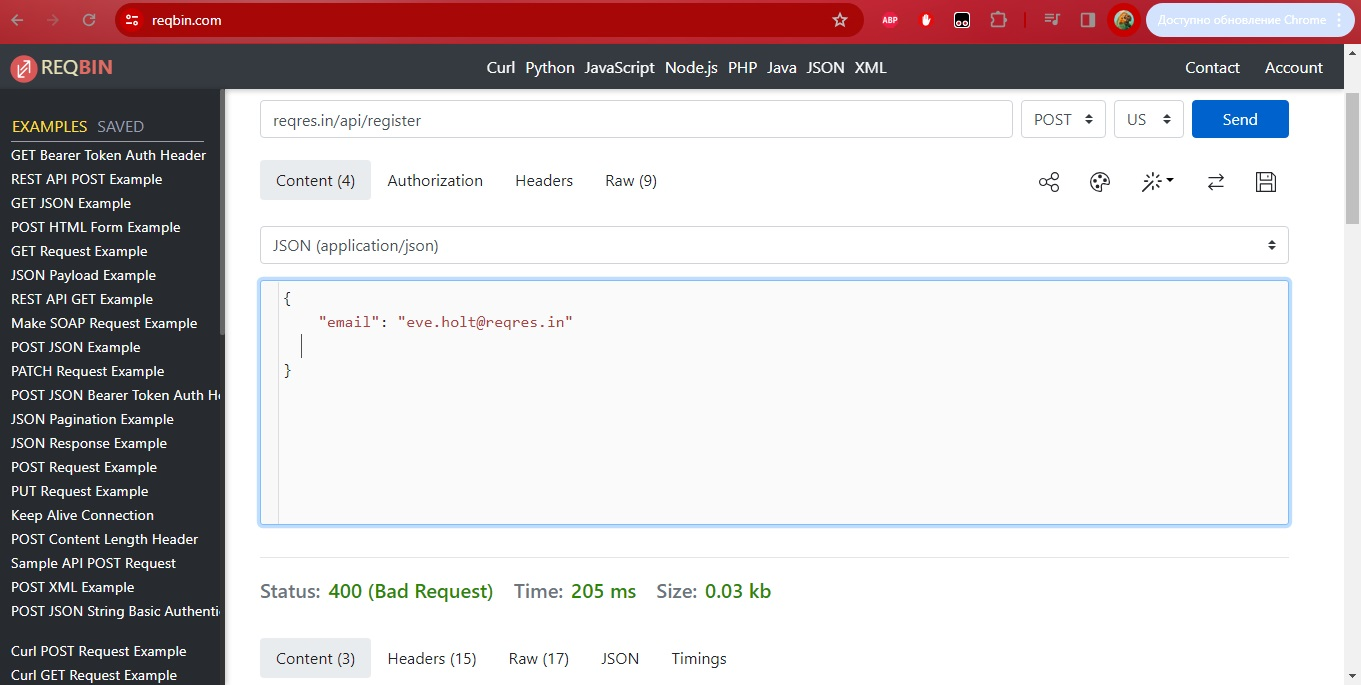 reqbin.com
ABP
Доступно обновление Chrome
REQBIN
Curl Python JavaScript Node.js PHP Java JSON XML
Contact Account
EXAMPLES SAVED
GET Bearer Token Auth Header
REST API POST Example
GET JSON Example
POST HTML Form Example
GET Request Example
JSON Payload Example
REST API GET Example
Make SOAP Request Example
POST JSON Example
PATCH Request Example
POST JSON Bearer Token Auth He
JSON Pagination Example
JSON Response Example
POST Request Example
PUT Request Example
Keep Alive Connection
POST Content Length Header
Sample API POST Request
POST XML Example
POST JSON String Basic Authenti
Curl POST Request Example
Curl GET Request Example
reqres.in/api/register
POST
US
Send
Content (4) Authorization Headers Raw (9)
JSON (application/json)
{
"email": "eve.holt@reqres.in"
}
Status: 400 (Bad Request) Time: 205 ms Size: 0.03 kb
Content (3) Headers (15) Raw (17) JSON Timings